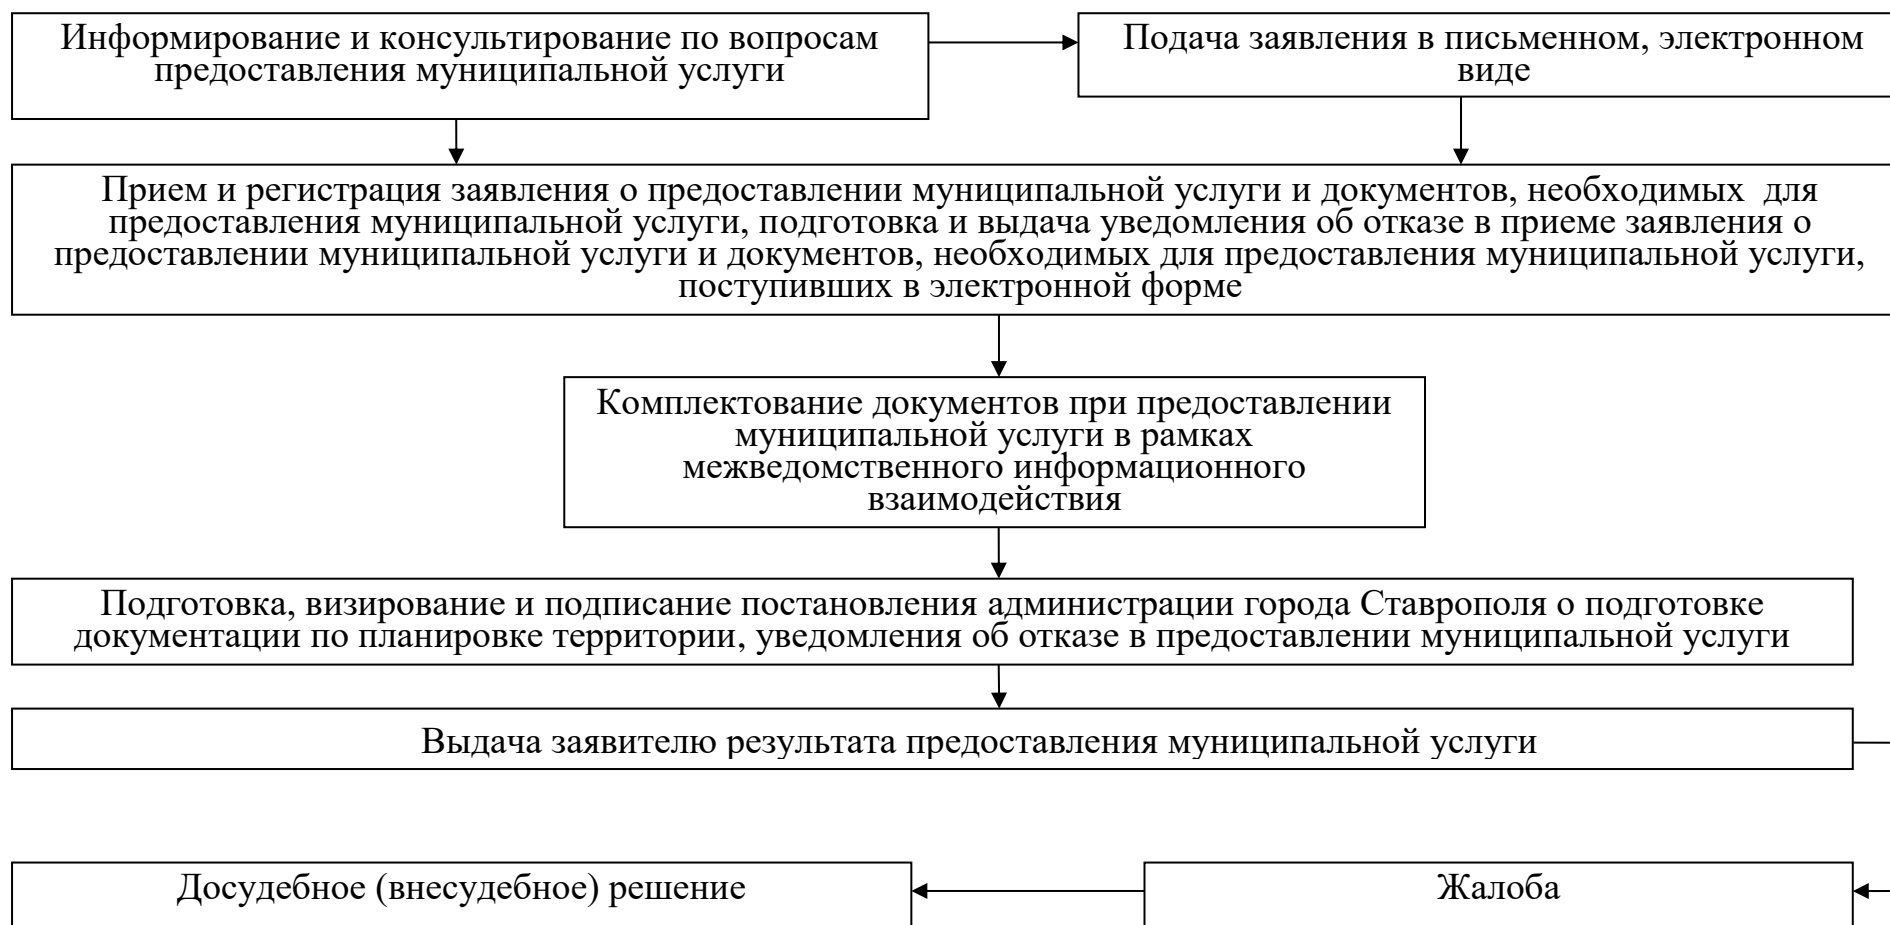 Информирование и консультирование по вопросам
предоставления муниципальной услуги
Подача заявления в письменном, электронном
виде
Прием и регистрация заявления о предоставлении муниципальной услуги и документов, необходимых  для
предоставления муниципальной услуги, подготовка и выдача уведомления об отказе в приеме заявления о
предоставлении муниципальной услуги и документов, необходимых для предоставления муниципальной услуги,
поступивших в электронной форме
Комплектование документов при предоставлении
муниципальной услуги в рамках
межведомственного информационного
взаимодействия
Подготовка, визирование и подписание постановления администрации города Ставрополя о подготовке
документации по планировке территории, уведомления об отказе в предоставлении муниципальной услуги
Выдача заявителю результата предоставления муниципальной услуги
Досудебное (внесудебное) решение
Жалоба